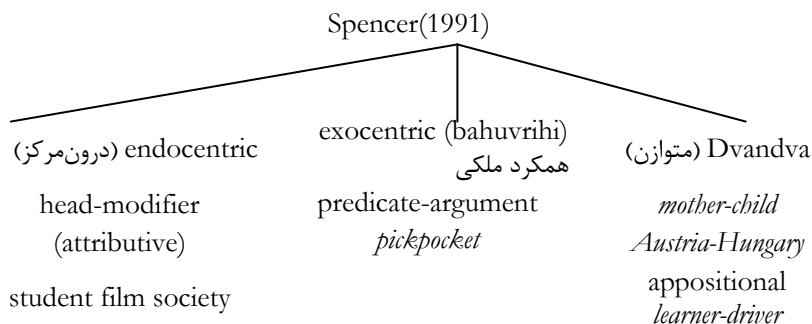 Spencer(1991)
endocentric (درون‌مرکز)
head-modifier
(attributive)
student film society
exocentric (bahuvrihi)
همکرد ملکی
predicate-argument
pickpocket
Dvandva (متوازن)
mother-child
Austria-Hungary
appositional
learner-driver